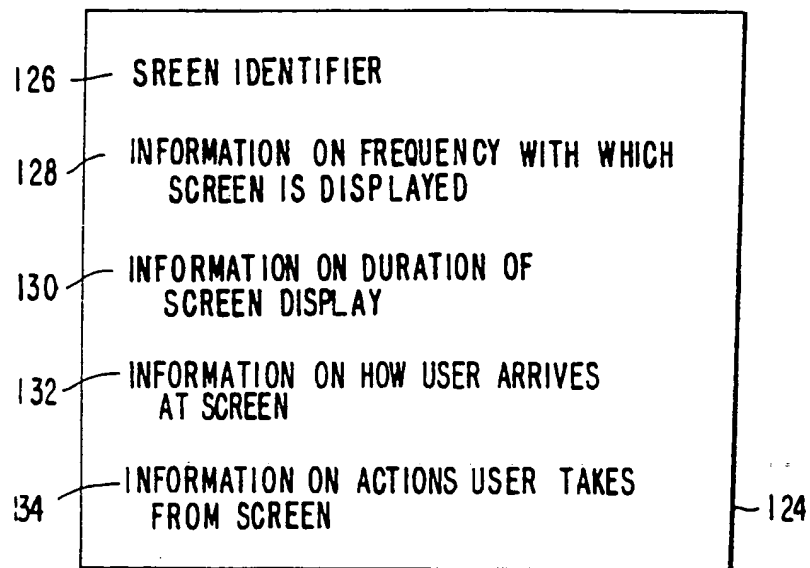 126 SREEN IDENTIFIER
128 INFORMATION ON FREQUENCY WITH WHICH
SCREEN IS DISPLAYED
130 INFORMATION ON DURATION OF
SCREEN DISPLAY
132 INFORMATION ON HOW USER ARRIVES
AT SCREEN
134 INFORMATION ON ACTIONS USER TAKES
FROM SCREEN
124